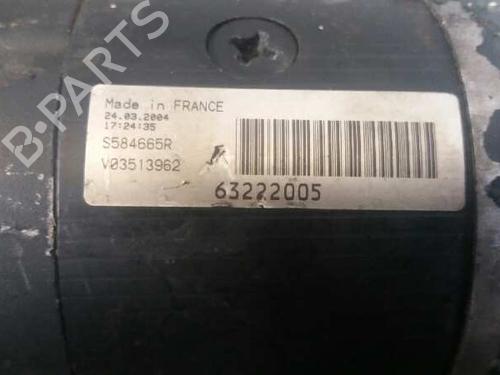 B-PARTS
Made in FRANCE
24.03.2004
17:24:35
S584665R
V03513962
63222005